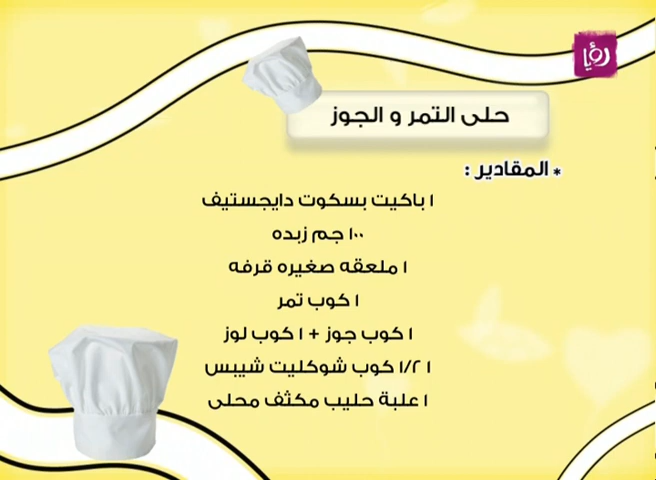 رؤيا
حلى التمر و الجوز
* المقادير :
١ باكيت بسكوت دايجستيف
١٠٠ جم زبده
١ ملعقه صغيره قرفه
١ كوب تمر
١ كوب جوز + ١ كوب لوز
١ ١/٢ كوب شوكليت شيبس
١ علبة حليب مكثف محلى